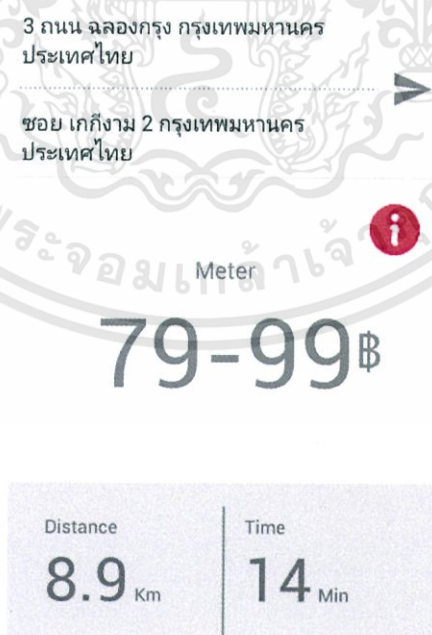 3 ถนน ฉลองกรุง กรุงเทพมหานคร
ประเทศไทย
ซอย เกกีงาม 2 กรุงเทพมหานคร
ประเทศไทย
Meter
79-99฿
Distance
8.9 Km
Time
14 Min